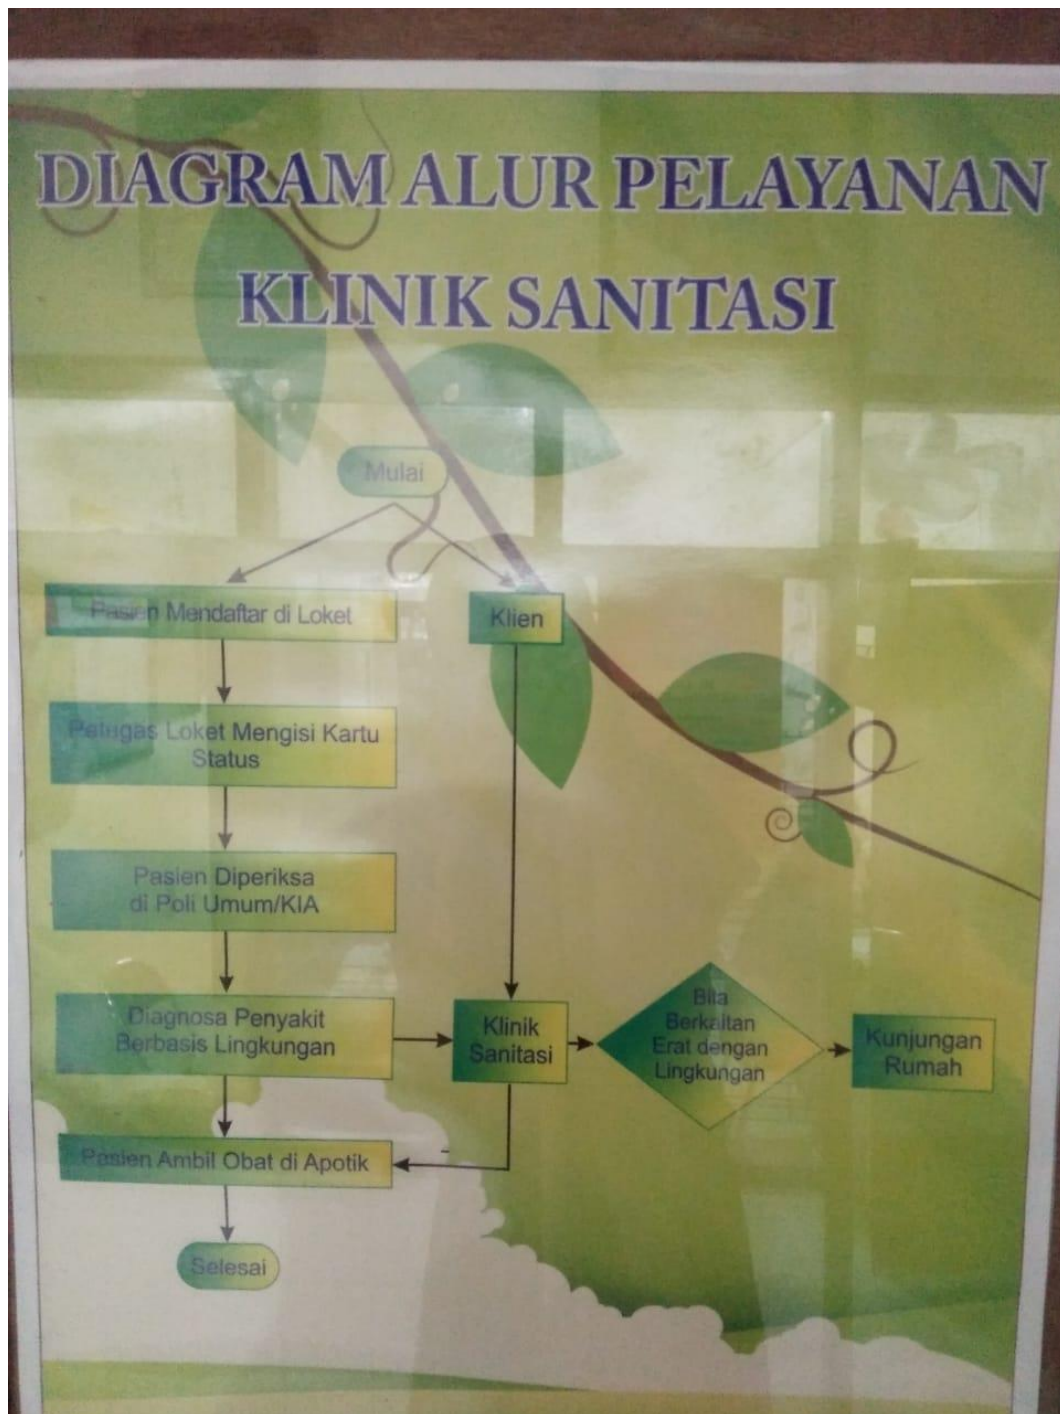 DIAGRAM ALUR PELAYANAN
KLINIK SANITASI
Mulai
Pasien Mendaftar di Loket
Klien
Petugas Loket Mengisi Kartu
Status
Pasien Diperiksa
di Poli Umum/KIA
Diagnosa Penyakit
Berbasis Lingkungan
Klinik
Sanitasi
Bila
Berkaitan
Erat dengan
Lingkungan
Kunjungan
Rumah
Pasien Ambil Obat di Apotik
Selesai